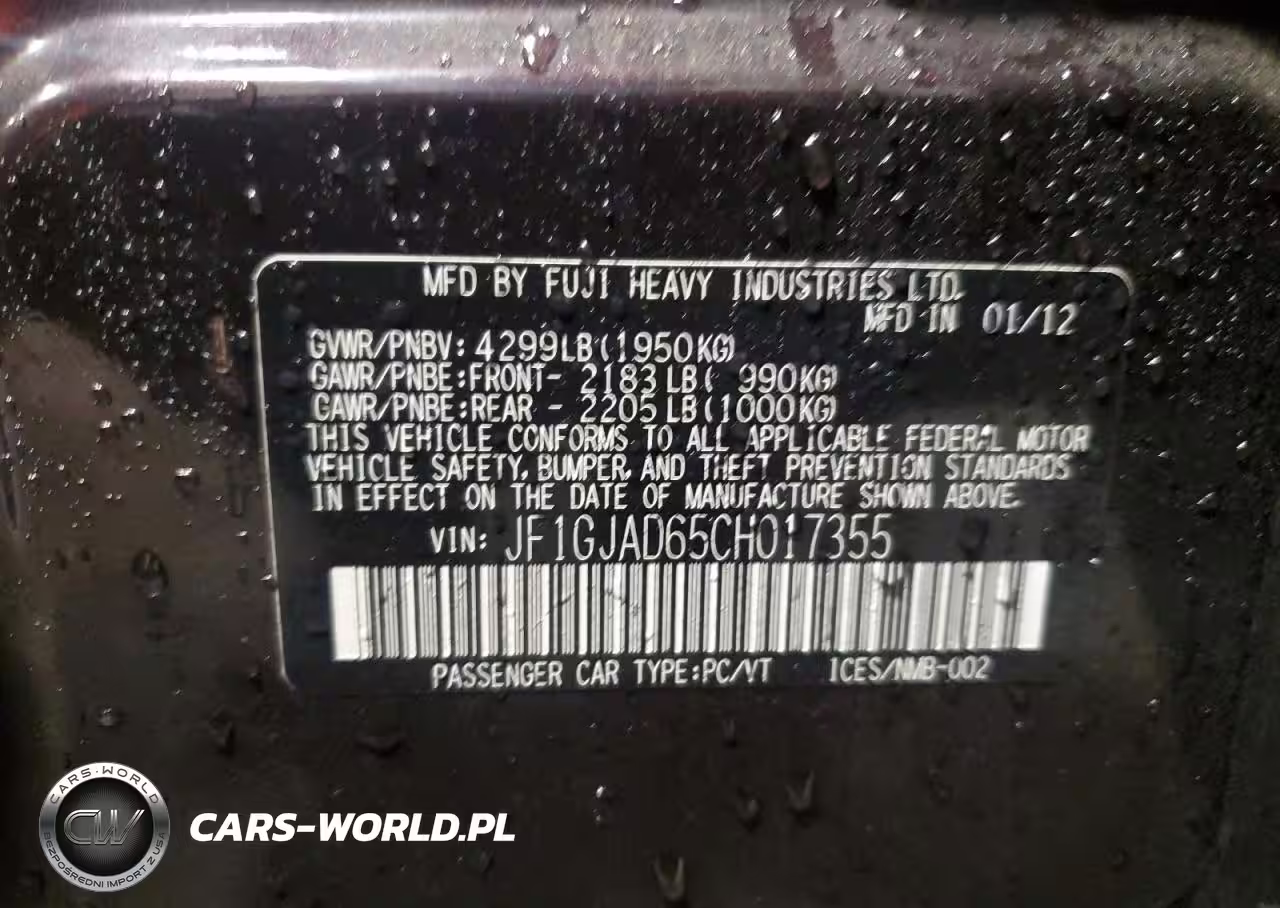 MFD BY FUJI HEAVY INDUSTRIES LTD.
MFD IN 01/12
GVWR/PNBV: 4299LB(1950KG)
GAWR/PNBE:FRONT- 2183LB( 990KG)
GAWR/PNBE:REAR - 2205LB(1000KG)
THIS VEHICLE CONFORMS TO ALL APPLICABLE FEDERAL MOTOR
VEHICLE SAFETY, BUMPER, AND THEFT PREVENTION STANDARDS
IN EFFECT ON THE DATE OF MANUFACTURE SHOWN ABOVE.
VIN: JF1GJAD65CH017355
PASSENGER CAR TYPE:PC/VT ICES/NMB-002
CARS-WORLD
CW
BEZPOŚREDNI IMPORT Z USA
CARS-WORLD.PL